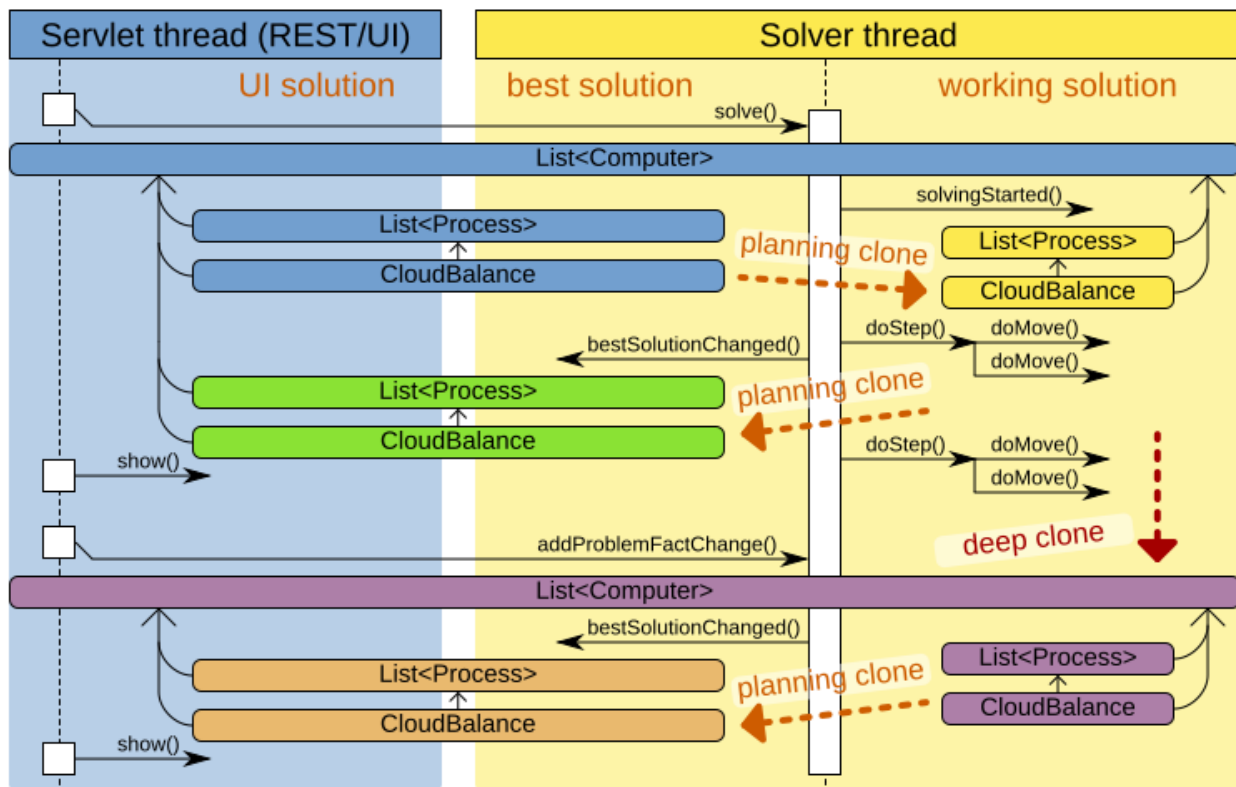 Servlet thread (REST/UI)
Solver thread
UI solution
best solution
working solution
solve()
List<Computer>
solvingStarted()
List<Process>
planning clone
List<Process>
CloudBalance
CloudBalance
doStep()
doMove()
bestSolutionChanged()
doMove()
List<Process>
planning clone
CloudBalance
doStep()
doMove()
show()
doMove()
addProblemFactChange()
deep clone
List<Computer>
bestSolutionChanged()
List<Process>
planning clone
List<Process>
CloudBalance
CloudBalance
show()